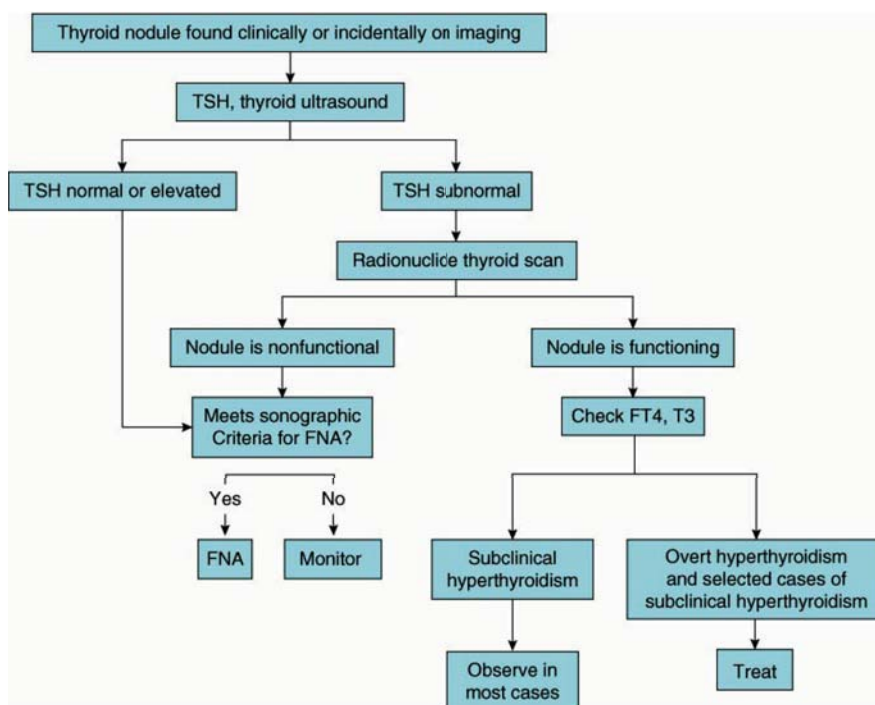 Thyroid nodule found clinically or incidentally on imaging
TSH, thyroid ultrasound
TSH normal or elevated
TSH subnormal
Radionuclide thyroid scan
Nodule is nonfunctional
Nodule is functioning
Meets sonographic
Criteria for FNA?
Check FT4, T3
Yes
No
FNA
Monitor
Subclinical
hyperthyroidism
Overt hyperthyroidism
and selected cases of
subclinical hyperthyroidism
Observe in
most cases
Treat